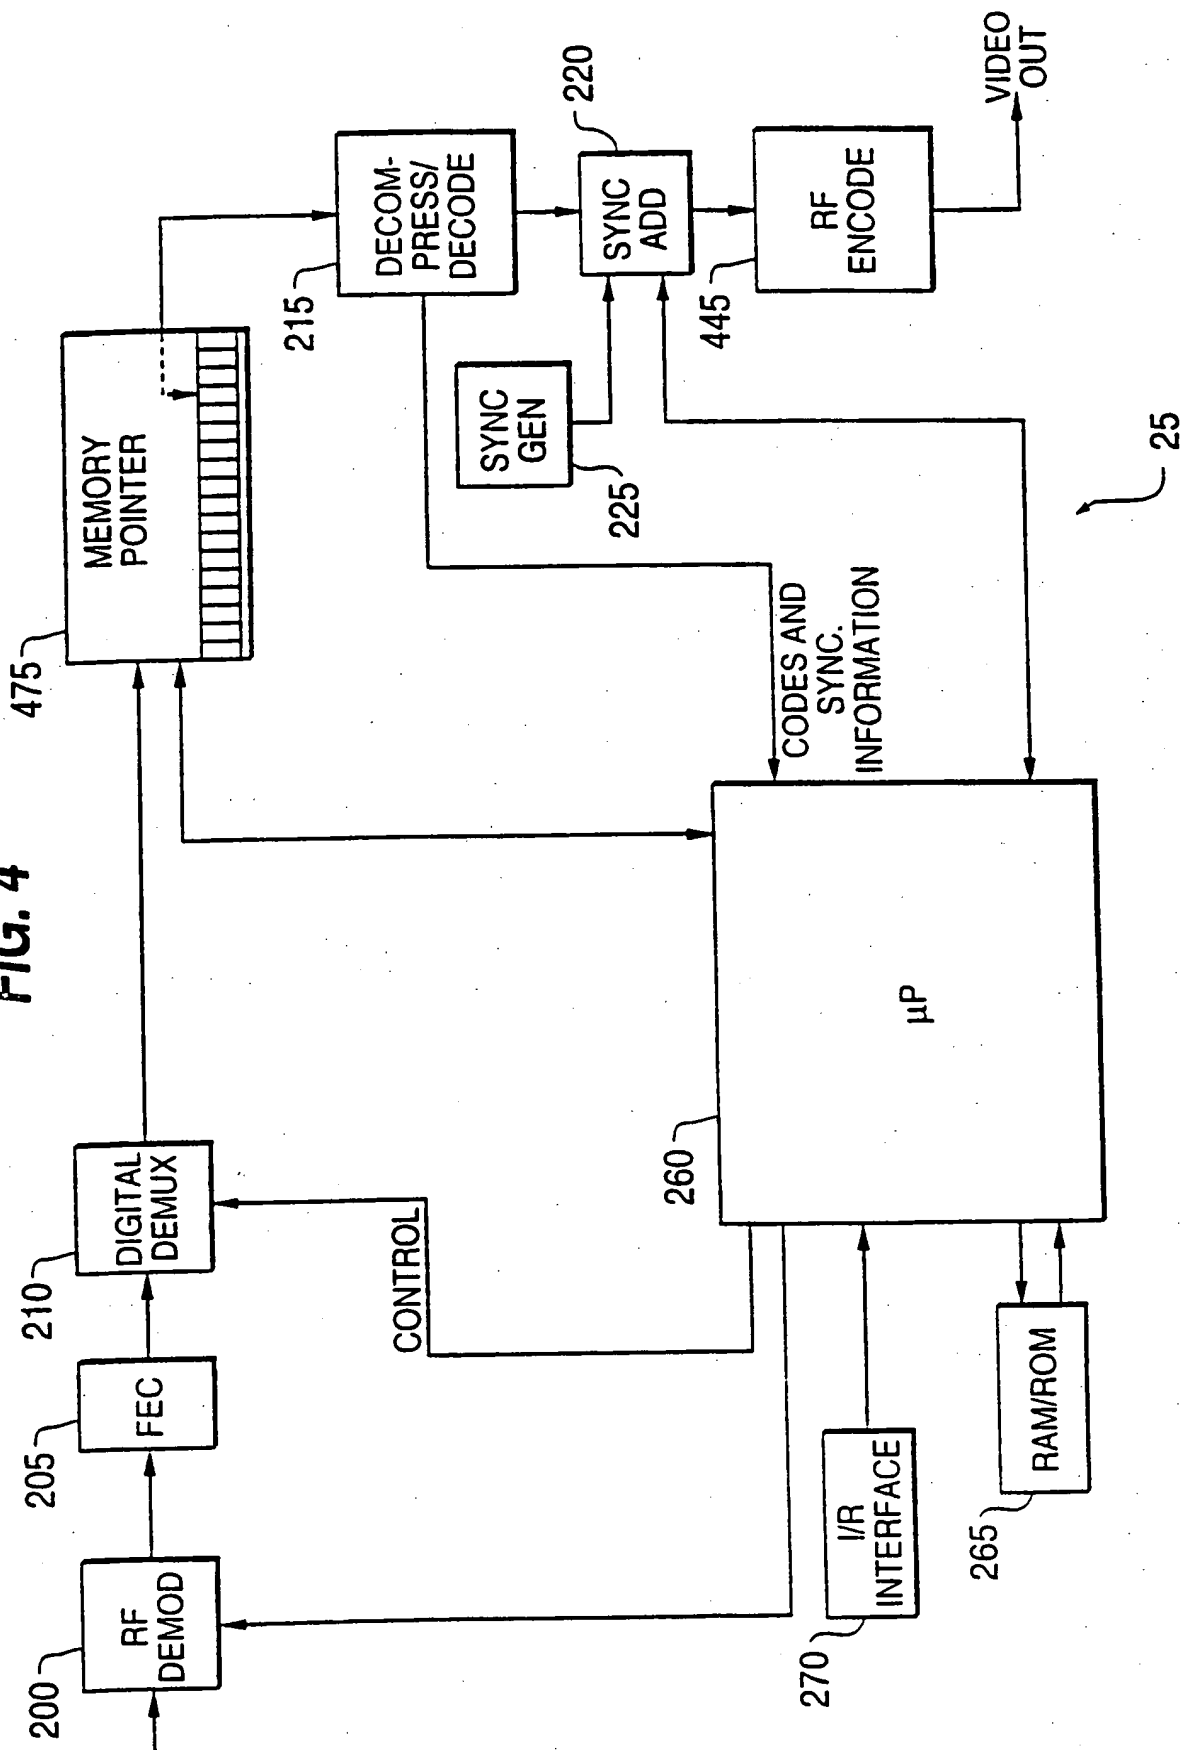 FIG. 4
200
RF
DEMOD
205
FEC
210
DIGITAL
DEMUX
475
MEMORY
POINTER
215
DECOM-
PRESS/
DECODE
220
SYNC
ADD
225
SYNC
GEN
445
RF
ENCODE
VIDEO
OUT
CONTROL
CODES AND
SYNC.
INFORMATION
260
μP
270
I/R
INTERFACE
265
RAM/ROM
25